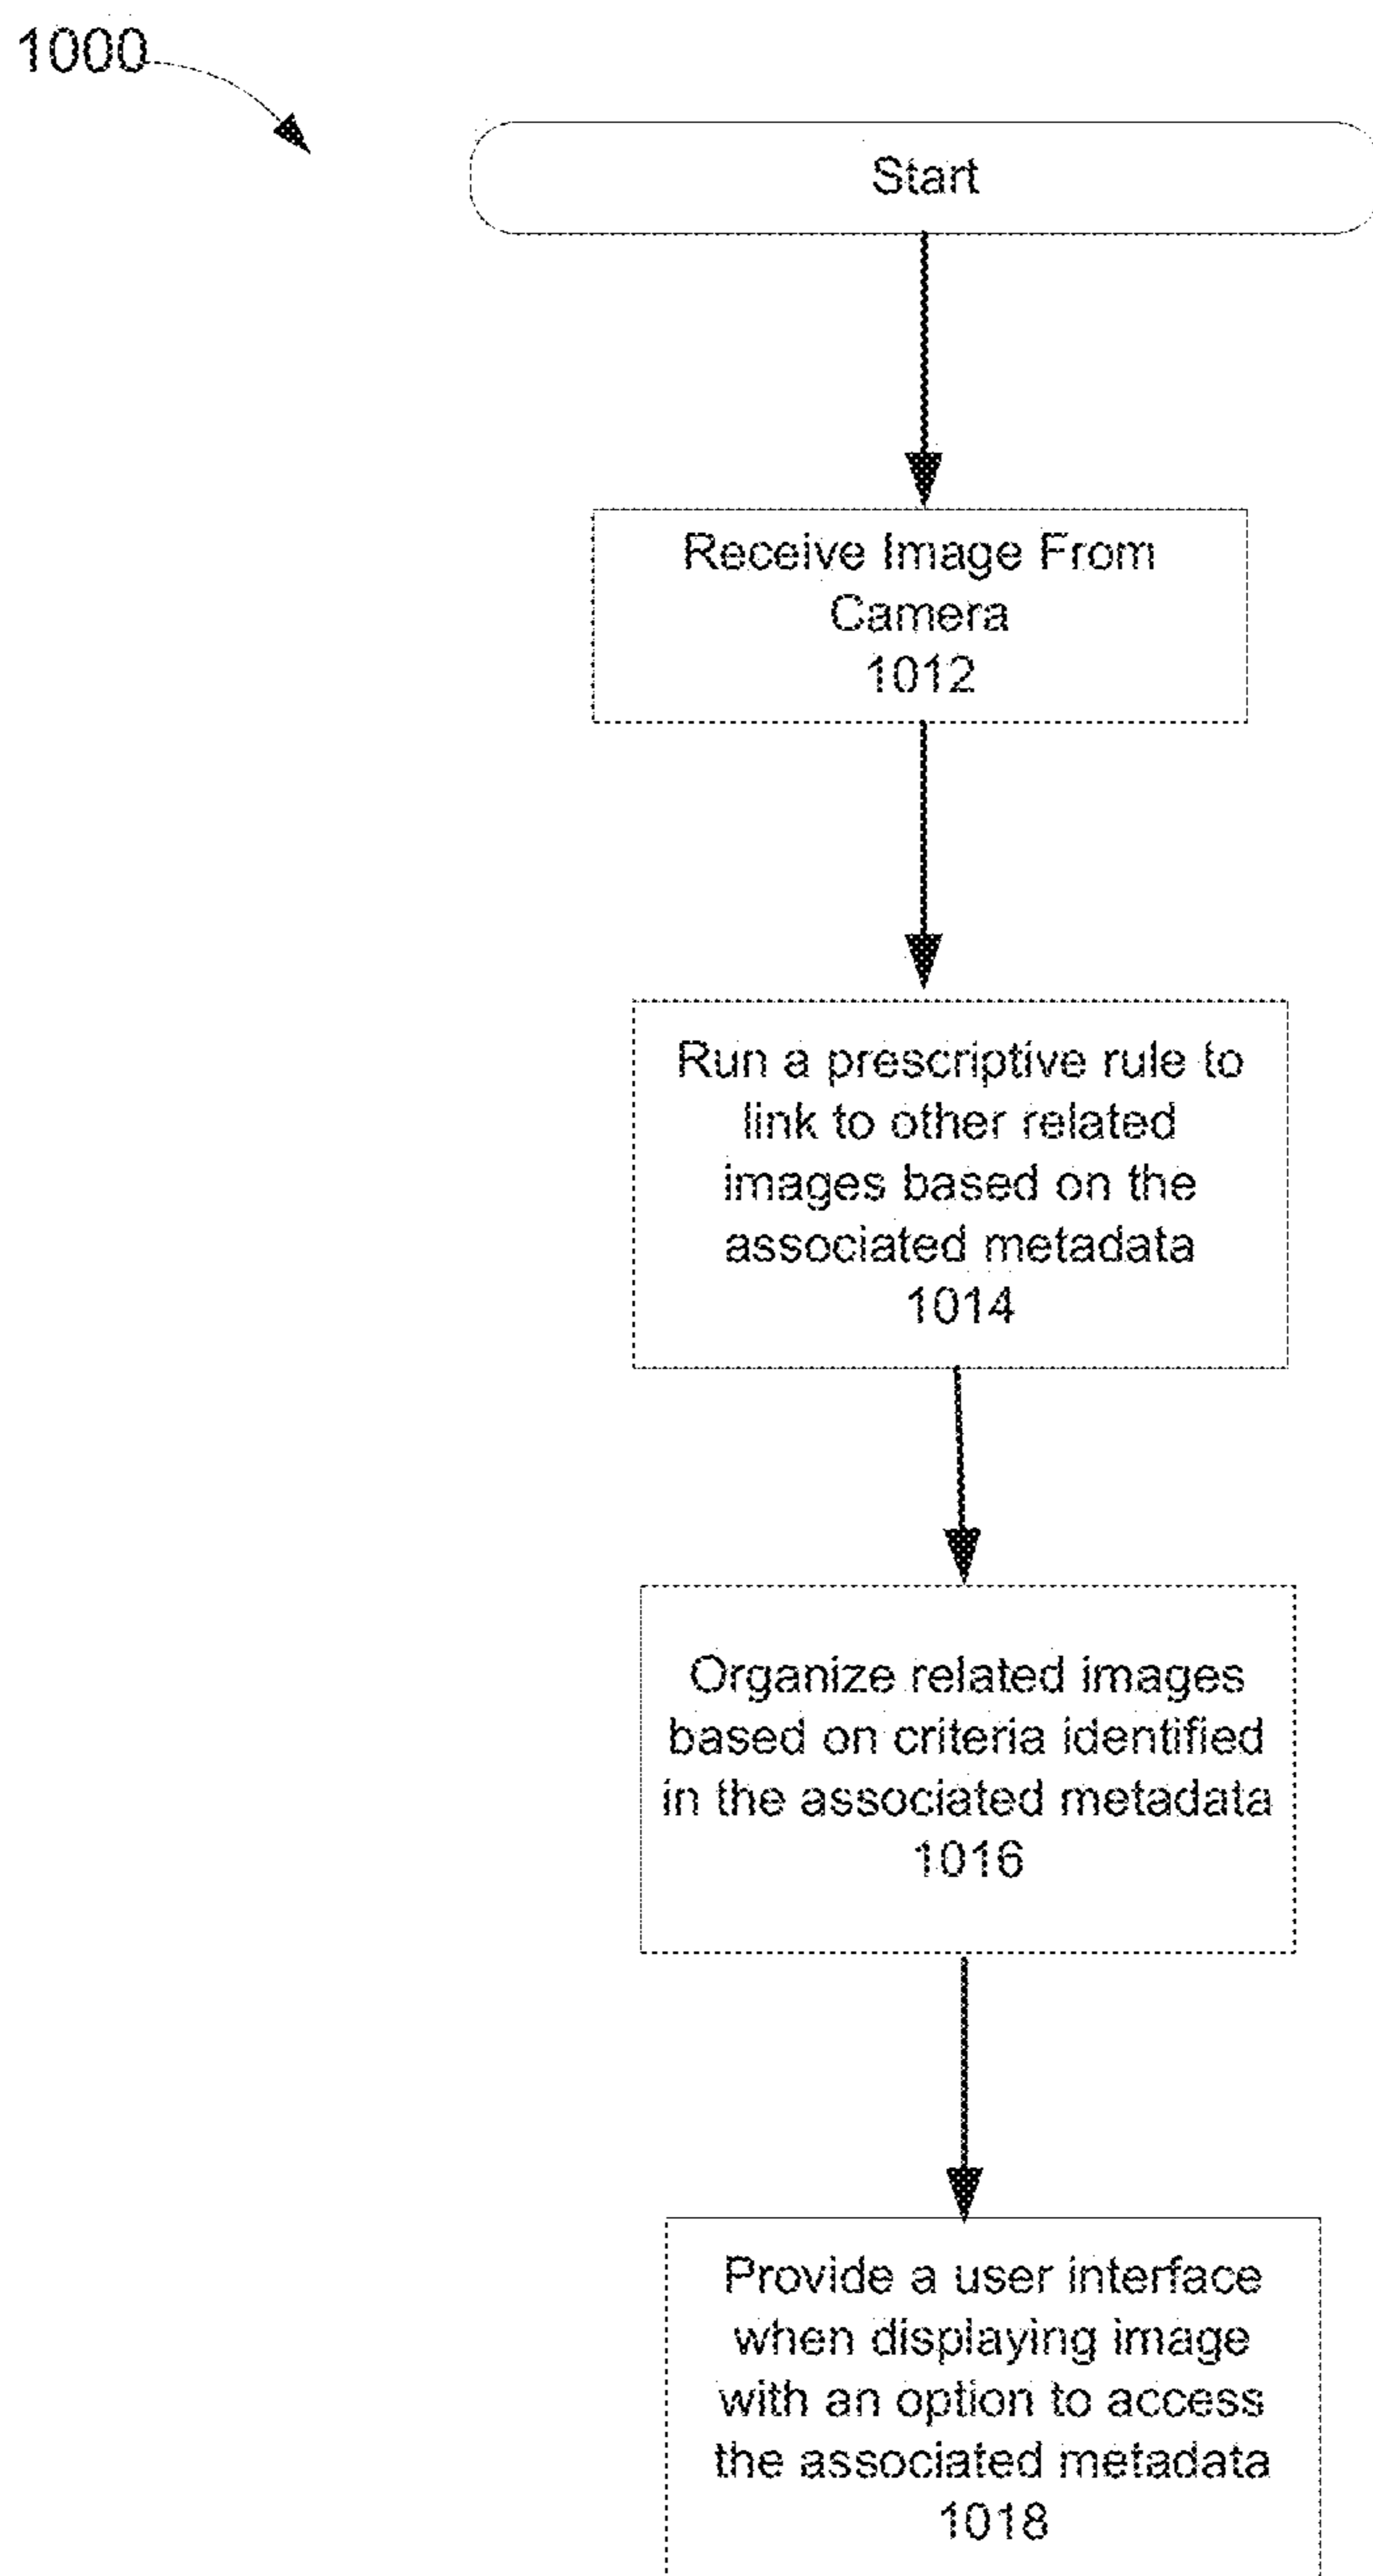 1000
Start
Receive Image From
Camera
1012
Run a prescriptive rule to
link to other related
images based on the
associated metadata
1014
Organize related images
based on criteria identified
in the associated metadata
1016
Provide a user interface
when displaying image
with an option to access
the associated metadata
1018